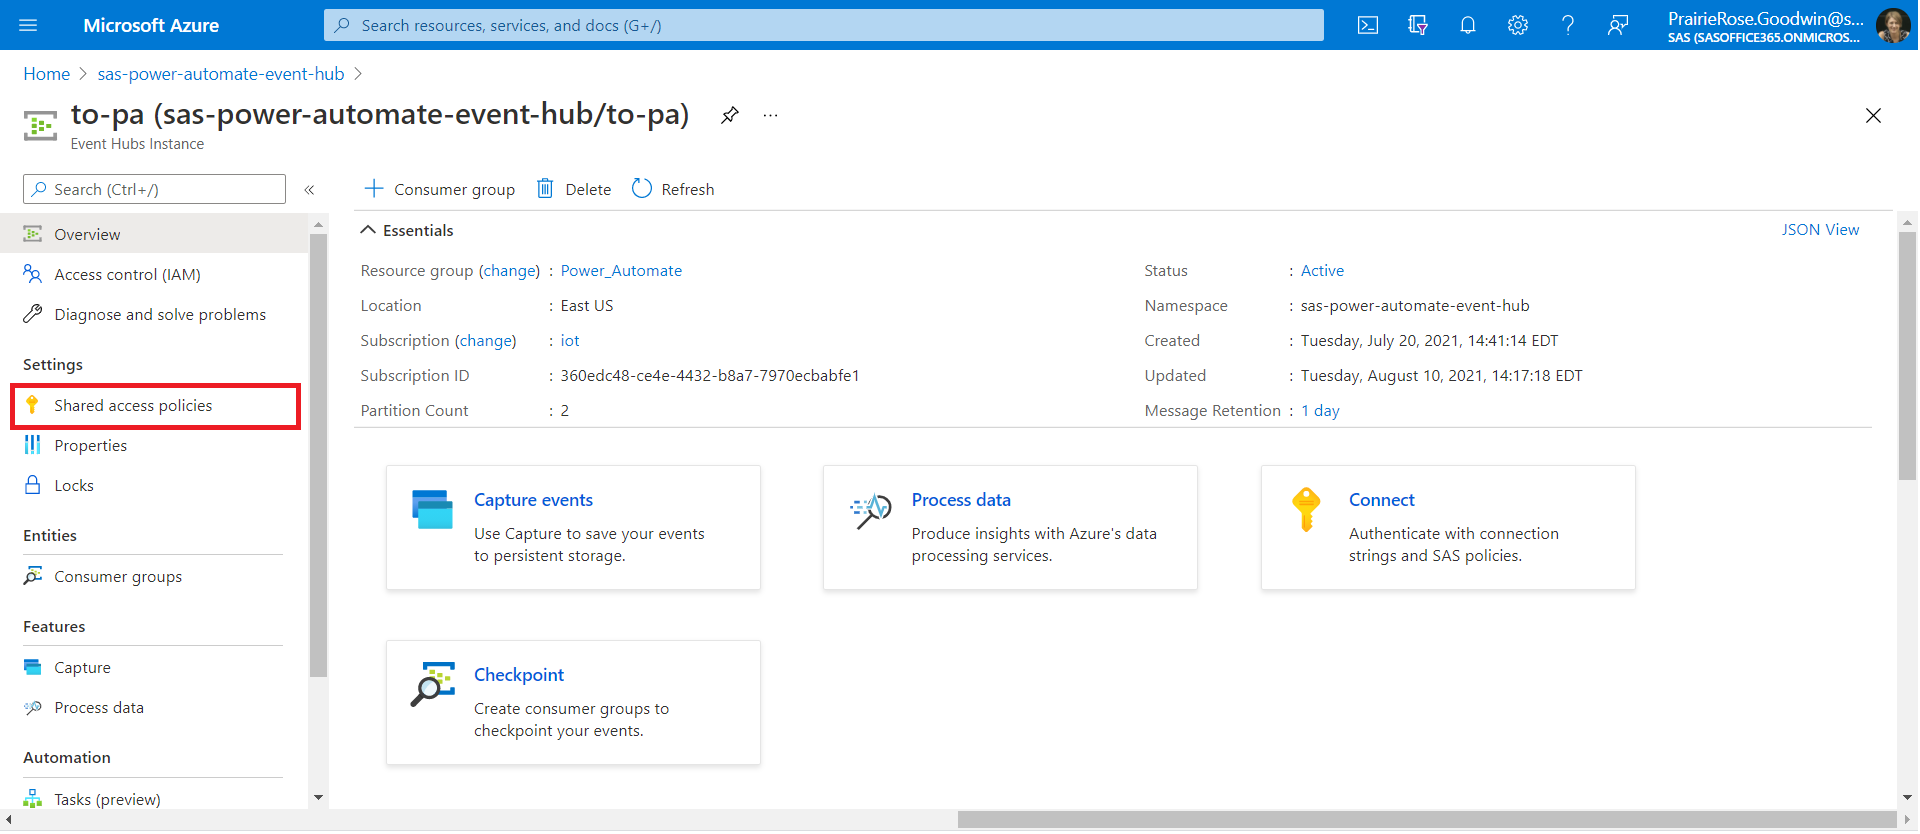 Microsoft Azure
Search resources, services, and docs (G+/)
PrairieRose.Goodwin@s...
SAS (SASOFFICE365.ONMICROS...
Home > sas-power-automate-event-hub >
to-pa (sas-power-automate-event-hub/to-pa)
Event Hubs Instance
Search (Ctrl+/)
Overview
Access control (IAM)
Diagnose and solve problems
Settings
Shared access policies
Properties
Locks
Entities
Consumer groups
Features
Capture
Process data
Automation
Tasks (preview)
Consumer group
Delete
Refresh
Essentials
JSON View
Resource group (change) : Power_Automate
Location : East US
Subscription (change) : iot
Subscription ID : 360edc48-ce4e-4432-b8a7-7970ecbabfe1
Partition Count : 2
Status : Active
Namespace : sas-power-automate-event-hub
Created : Tuesday, July 20, 2021, 14:41:14 EDT
Updated : Tuesday, August 10, 2021, 14:17:18 EDT
Message Retention : 1 day
Capture events
Use Capture to save your events
to persistent storage.
Process data
Produce insights with Azure's data
processing services.
Connect
Authenticate with connection
strings and SAS policies.
Checkpoint
Create consumer groups to
checkpoint your events.